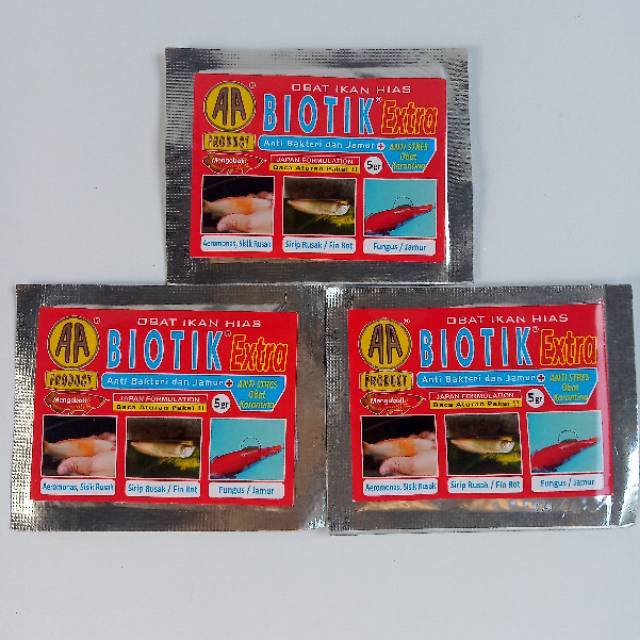 OBAT IKAN HIAS
AA ®
BIOTIK® Extra
PRODUCT
Anti Bakteri dan Jamur +
ANTI STRES
Obat
Karantina
Mengobati
JAPAN FORMULATION
Baca Aturan Pakai !!
5gr
Aeromonas, Sisik Rusak
Sirip Rusak / Fin Rot
Fungus / Jamur
OBAT IKAN HIAS
AA ®
BIOTIK® Extra
PRODUCT
Anti Bakteri dan Jamur +
ANTI STRES
Obat
Karantina
Mengobati
JAPAN FORMULATION
Baca Aturan Pakai !!
5gr
Aeromonas, Sisik Rusak
Sirip Rusak / Fin Rot
Fungus / Jamur
OBAT IKAN HIAS
AA ®
BIOTIK® Extra
PRODUCT
Anti Bakteri dan Jamur +
ANTI STRES
Obat
Karantina
Mengobati
JAPAN FORMULATION
Baca Aturan Pakai !!
5gr
Aeromonas, Sisik Rusak
Sirip Rusak / Fin Rot
Fungus / Jamur